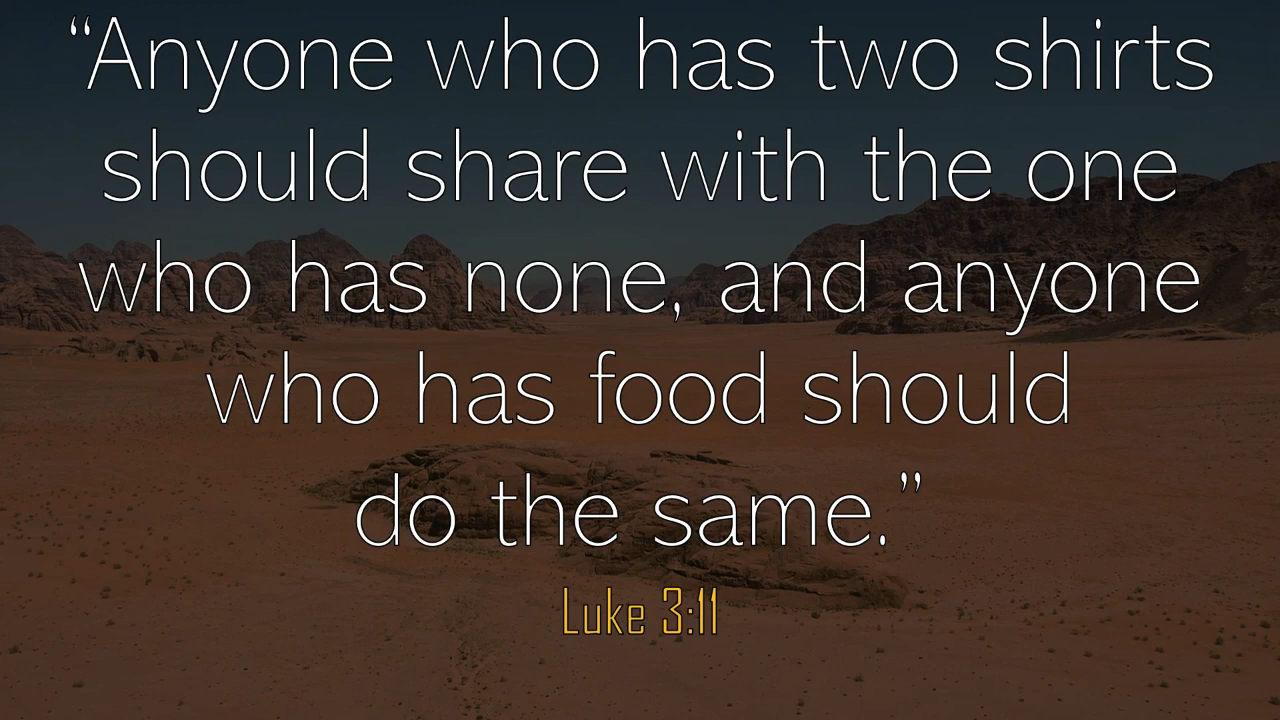 “Anyone who has two shirts
should share with the one
who has none, and anyone
who has food should
do the same.”
Luke 3:11